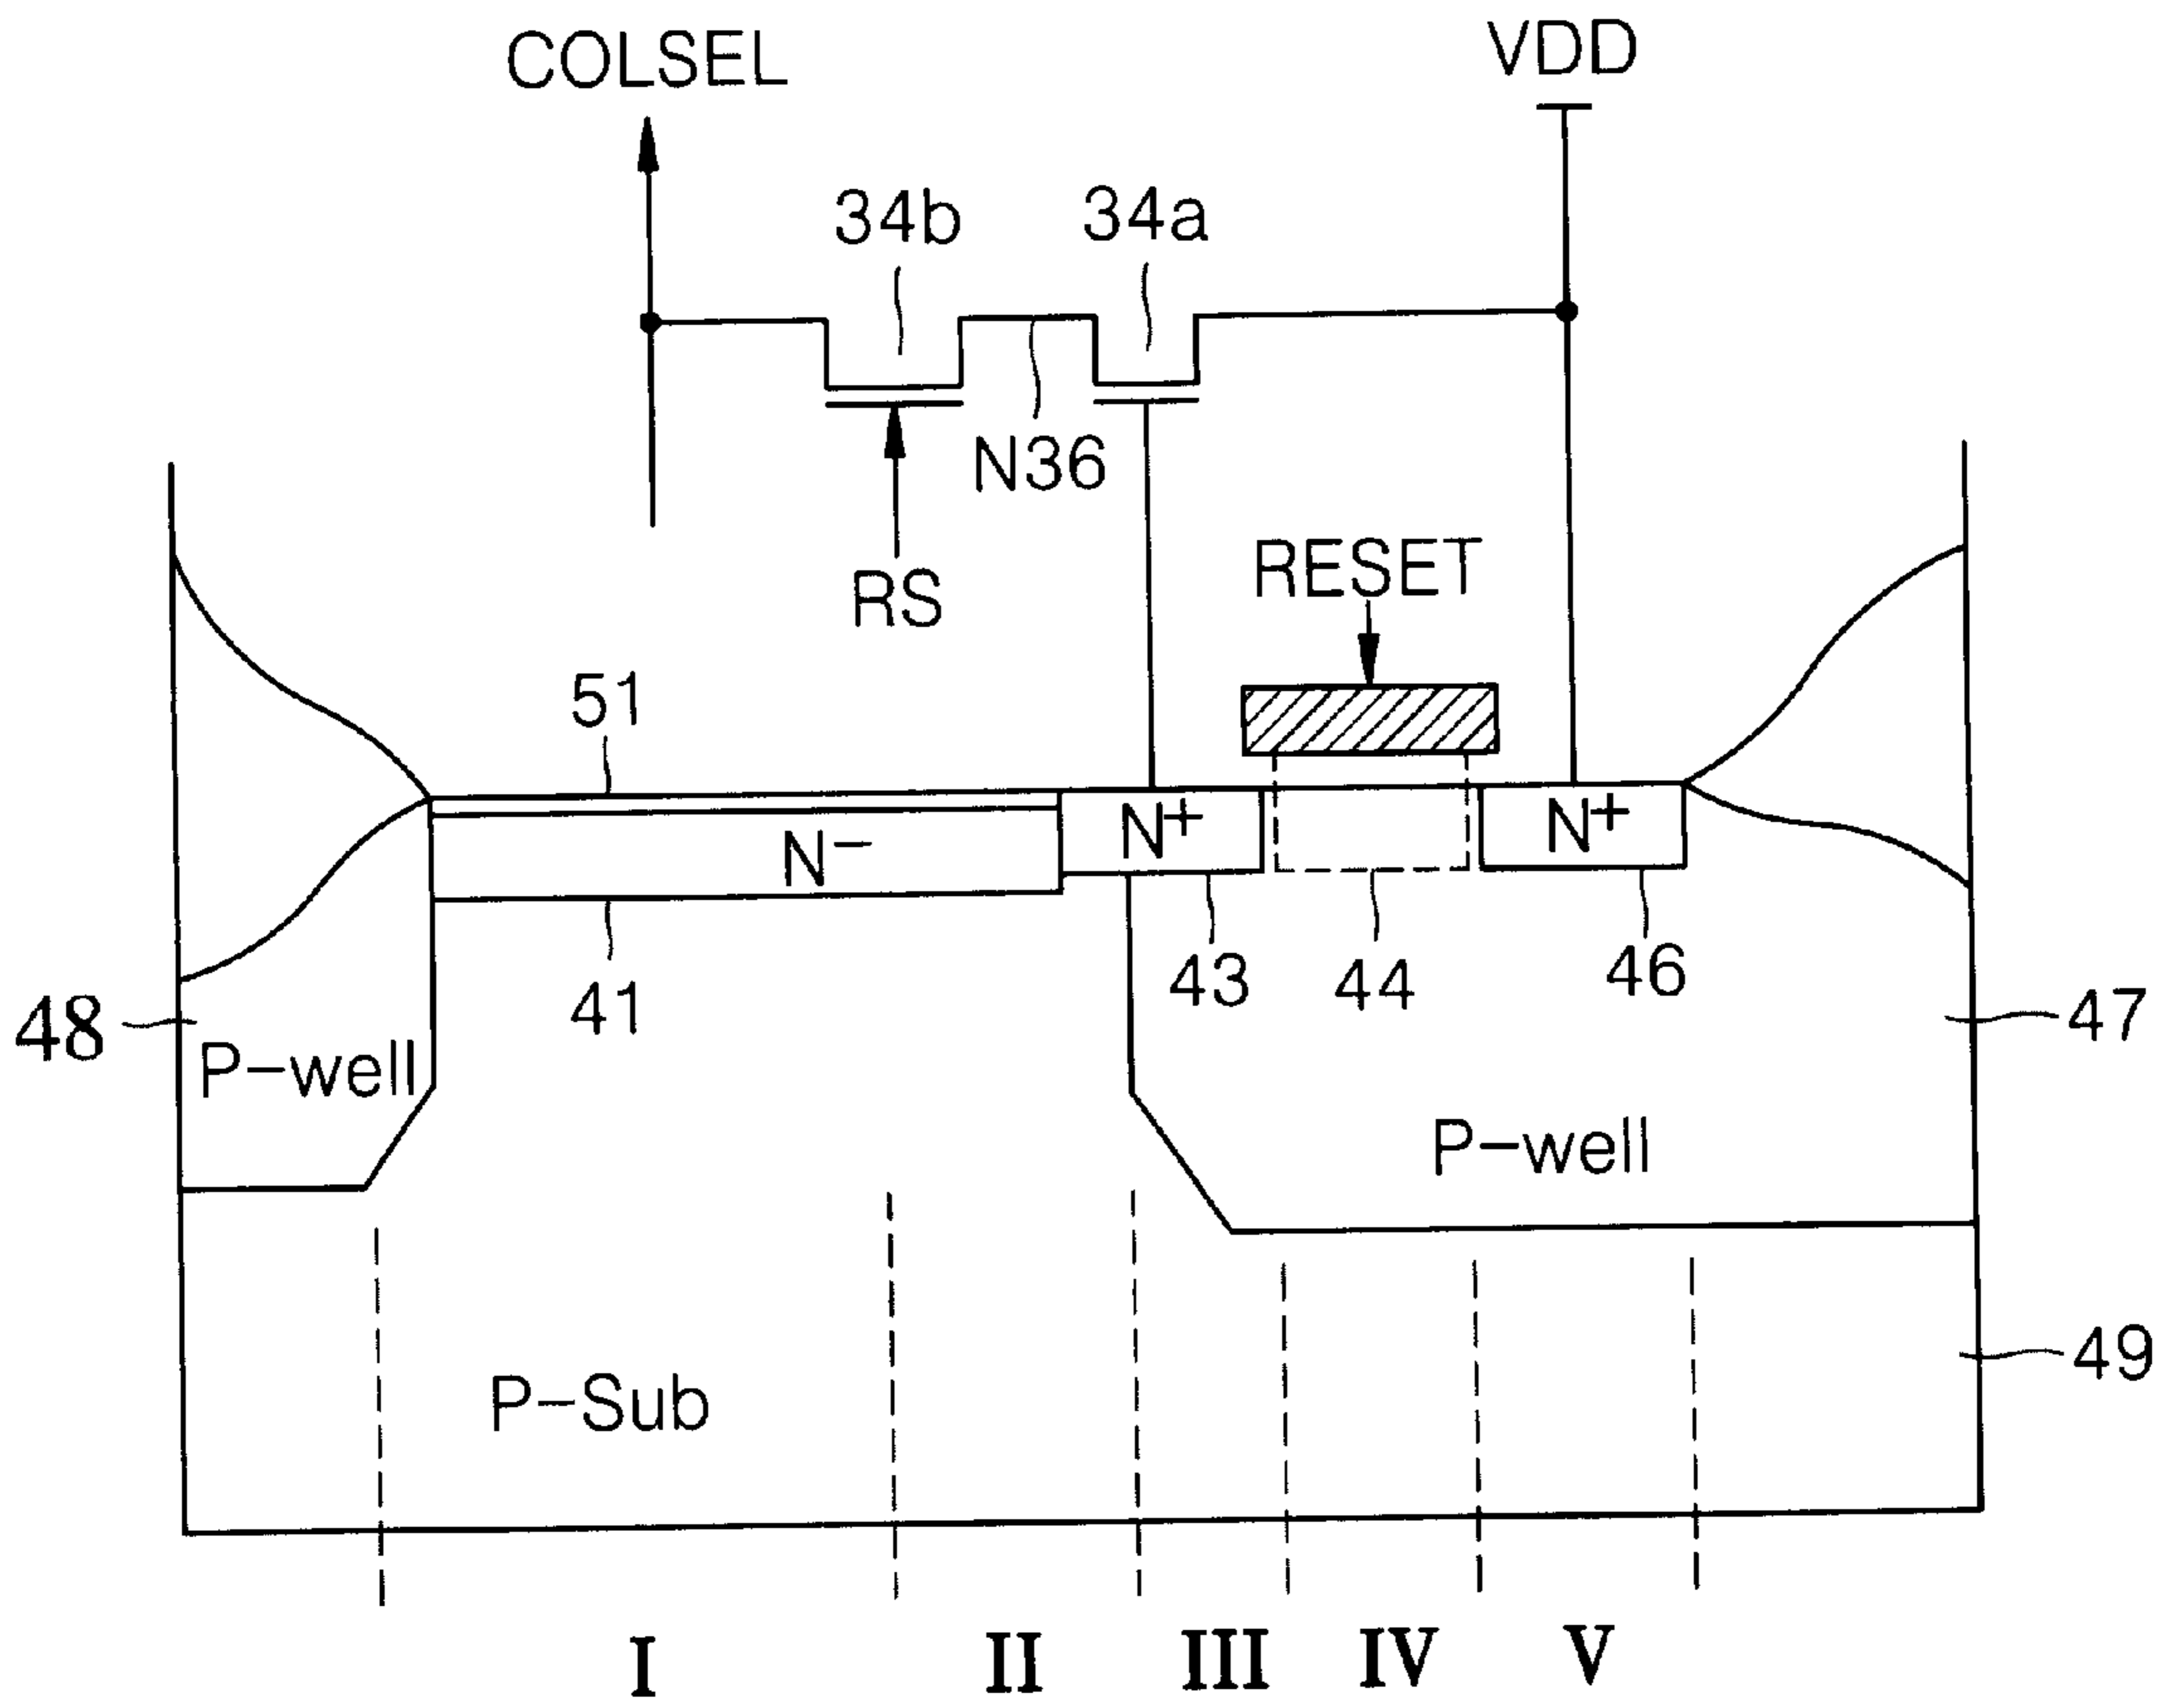 COLSEL
VDD
34b
34a
N36
RS
RESET
51
N−
N+
N+
41
43
44
46
48
47
P−well
P−well
49
P−Sub
I
II
III
IV
V